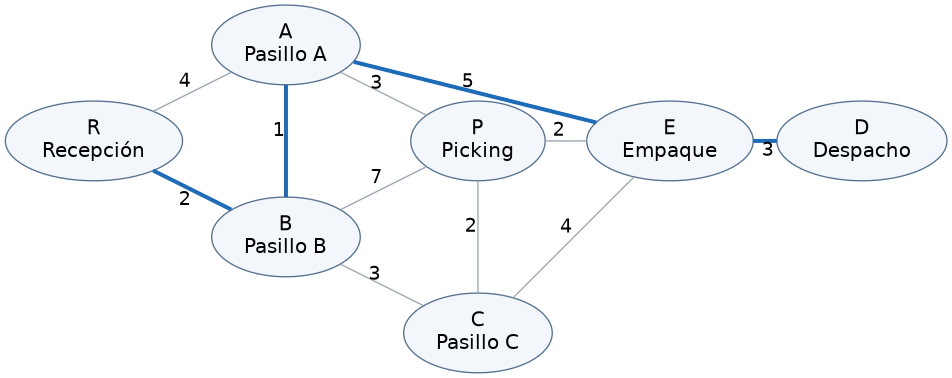 A
Pasillo A
4
3
5
R
Recepción
1
P
Picking
2
E
Empaque
3
D
Despacho
2
7
B
Pasillo B
2
4
3
C
Pasillo C